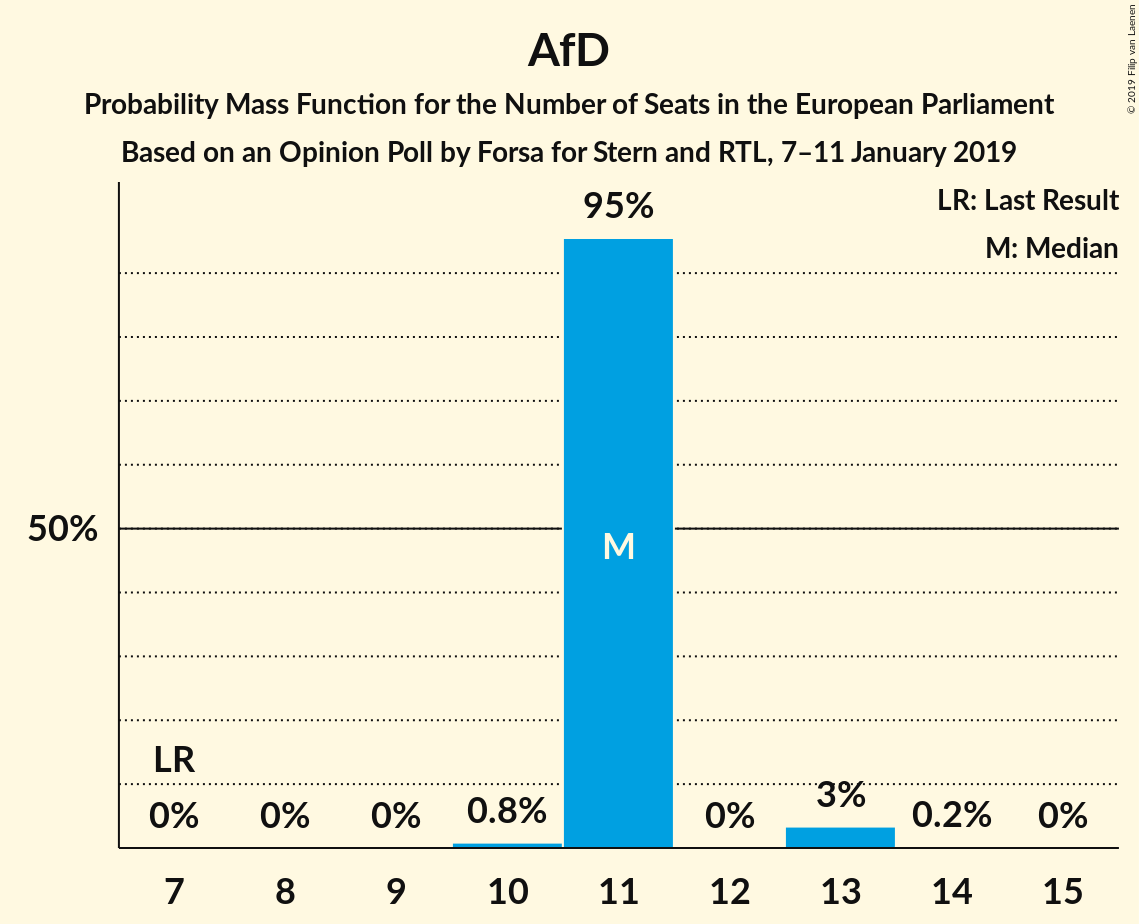 AfD
Probability Mass Function for the Number of Seats in the European Parliament
Based on an Opinion Poll by Forsa for Stern and RTL, 7–11 January 2019
© 2019 Filip van Laenen
LR: Last Result
M: Median
95%
50%
M
LR
0% 0% 0% 0.8% 0% 3% 0.2% 0%
7 8 9 10 11 12 13 14 15